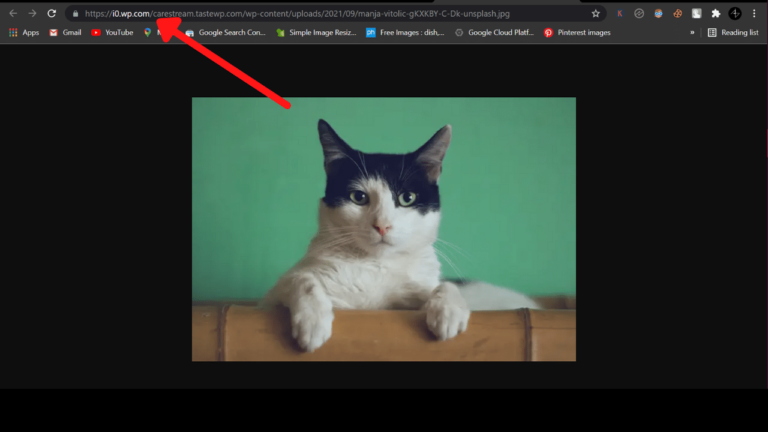 https://i0.wp.com/carestream.tastewp.com/wp-content/uploads/2021/09/manja-vitolic-gKXKBY-C-Dk-unsplash.jpg
Apps Gmail YouTube Google Search Con... Simple Image Resiz... Free Images : dish,... Google Cloud Platf... Pinterest images » Reading list